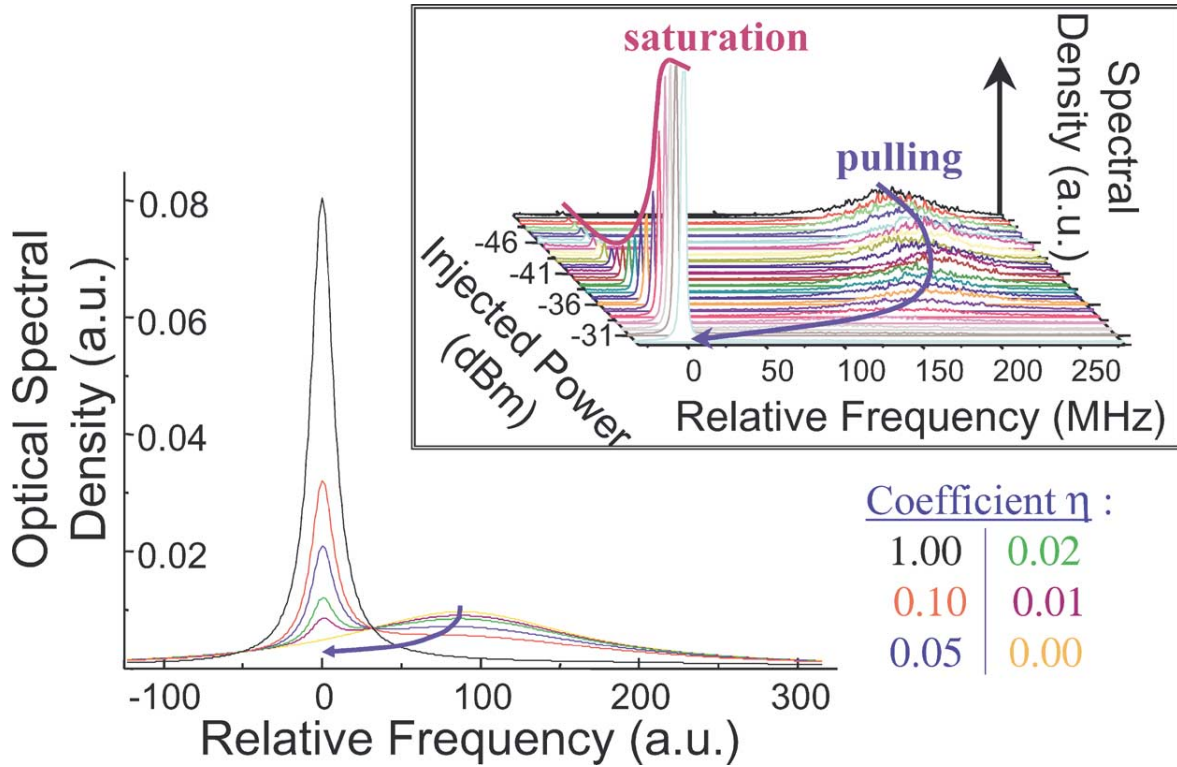 saturation
pulling
Spectral
Density (a.u.)
-46
-41
-36
-31
Injected Power
(dBm)
0 50 100 150 200 250
Relative Frequency (MHz)
Optical Spectral
Density (a.u.)
0.08
0.06
0.04
0.02
-100 0 100 200 300
Relative Frequency (a.u.)
Coefficient η :
1.00 0.02
0.10 0.01
0.05 0.00